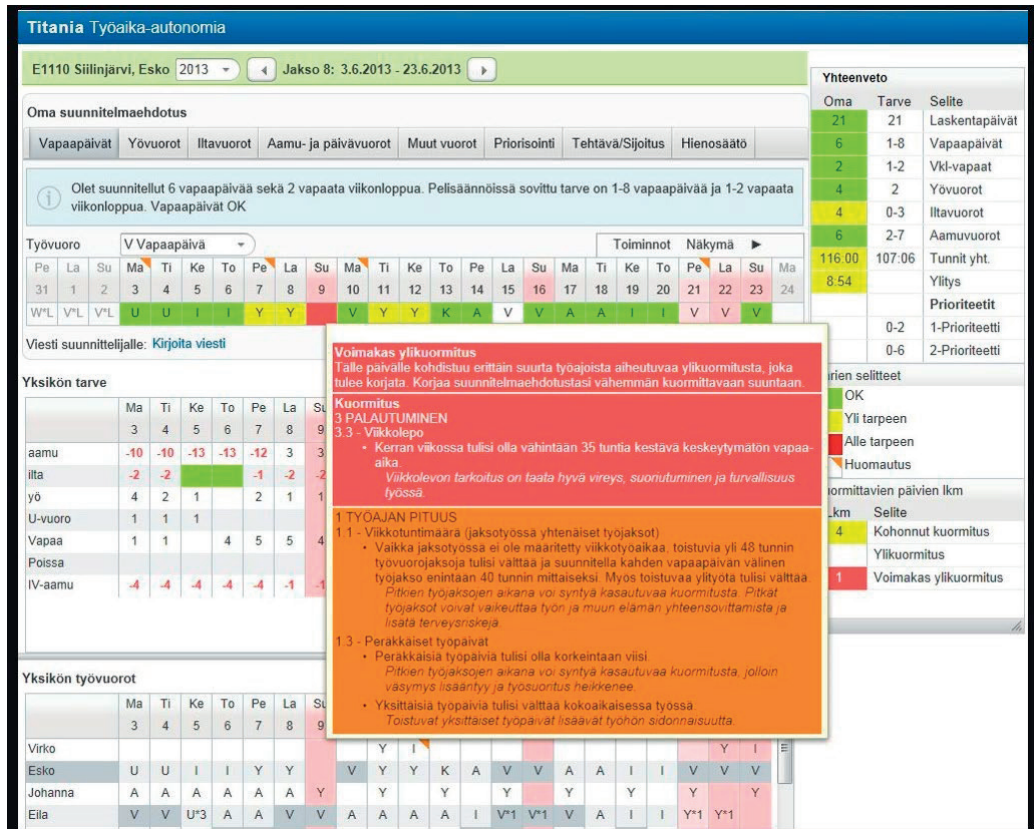 Titania Työaika-autonomia
E1110 Siilinjärvi, Esko 2013 Jakso 8: 3.6.2013 - 23.6.2013
Oma suunnitelmaehdotus
Vapaapäivät Yövuorot Iltavuorot Aamu- ja päivävuorot Muut vuorot Priorisointi Tehtävä/Sijoitus Hienosäätö
Olet suunnitellut 6 vapaapäivää sekä 2 vapaata viikonloppua. Pelisäännöissä sovittu tarve on 1-8 vapaapäivää ja 1-2 vapaata
viikonloppua. Vapaapäivät OK
Työvuoro V Vapaapäivä Toiminnot Näkymä
Pe La Su Ma Ti Ke To Pe La Su Ma Ti Ke To Pe La Su Ma Ti Ke To Pe La Su Ma
31 1 2 3 4 5 6 7 8 9 10 11 12 13 14 15 16 17 18 19 20 21 22 23 24
W*L V*L V*L U U I I Y Y V Y Y K A V V A A I I V V V
Viesti suunnittelijalle: Kirjoita viesti
Yksikön tarve
Ma Ti Ke To Pe La Su
3 4 5 6 7 8 9
aamu -10 -10 -13 -13 -12 3 3
ilta -2 -2 -1 -2 -2
yö 4 2 1 2 1 1
U-vuoro 1 1 1
Vapaa 1 1 4 5 5 4
Poissa
IV-aamu -4 -4 -4 -4 -4 -1 -1
Voimakas ylikuormitus
Tälle päivälle kohdistuu erittäin suurta työajoista aiheutuvaa ylikuormitusta, joka
tulee korjata. Korjaa suunnitelmaehdotustasi vähemmän kuormittavaan suuntaan.
Kuormitus
3 PALAUTUMINEN
3.3 - Viikkolepo
• Kerran viikossa tulisi olla vähintään 35 tuntia kestävä keskeytymätön vapaa-
aika.
Viikkolevon tarkoitus on taata hyvä vireys, suoriutuminen ja turvallisuus
työssä.
1 TYÖAJAN PITUUS
1.1 - Viikkotuntimäärä (jaksotyössä yhtenäiset työjaksot)
• Vaikka jaksotyössä ei ole määritetty viikkotyöaikaa, toistuvia yli 48 tunnin
työvuorojaksoja tulisi välttää ja suunnitella kahden vapaapäivän välinen
työjakso enintään 40 tunnin mittaiseksi. Myös toistuvaa ylityötä tulisi välttää.
Pitkien työjaksojen aikana voi syntyä kasautuvaa kuormitusta. Pitkät
työjaksot voivat vaikeuttaa työn ja muun elämän yhteensovittamista ja
lisätä terveysriskejä.
1.3 - Peräkkäiset työpäivät
• Peräkkäisiä työpäiviä tulisi olla korkeintaan viisi.
Pitkien työjaksojen aikana voi syntyä kasautuvaa kuormitusta, jolloin
väsymys lisääntyy ja työsuoritus heikkenee.
• Yksittäisiä työpäiviä tulisi välttää kokoaikaisessa työssä.
Toistuvat yksittäiset työpäivät lisäävät työhön sidonnaisuutta.
Yksikön työvuorot
Ma Ti Ke To Pe La Su
3 4 5 6 7 8 9
Virko Y I Y I
Esko U U I I Y Y V Y Y K A V V A A I I V V V
Johanna A A A A A A Y Y Y Y Y Y Y Y
Eila V V U*3 A A V V A A A A I V*1 V*1 V A I I Y*1 Y*1
Yhteenveto
Oma Tarve Selite
21 21 Laskentapäivät
6 1-8 Vapaapäivät
2 1-2 Vkl-vapaat
4 2 Yövuorot
4 0-3 Iltavuorot
6 2-7 Aamuvuorot
116:00 107:06 Tunnit yht.
8:54 Ylitys
Prioriteetit
0-2 1-Prioriteetti
0-6 2-Prioriteetti
rien selitteet
OK
Yli tarpeen
Alle tarpeen
Huomautus
uormittavien päivien lkm
Lkm Selite
4 Kohonnut kuormitus
Ylikuormitus
1 Voimakas ylikuormitus